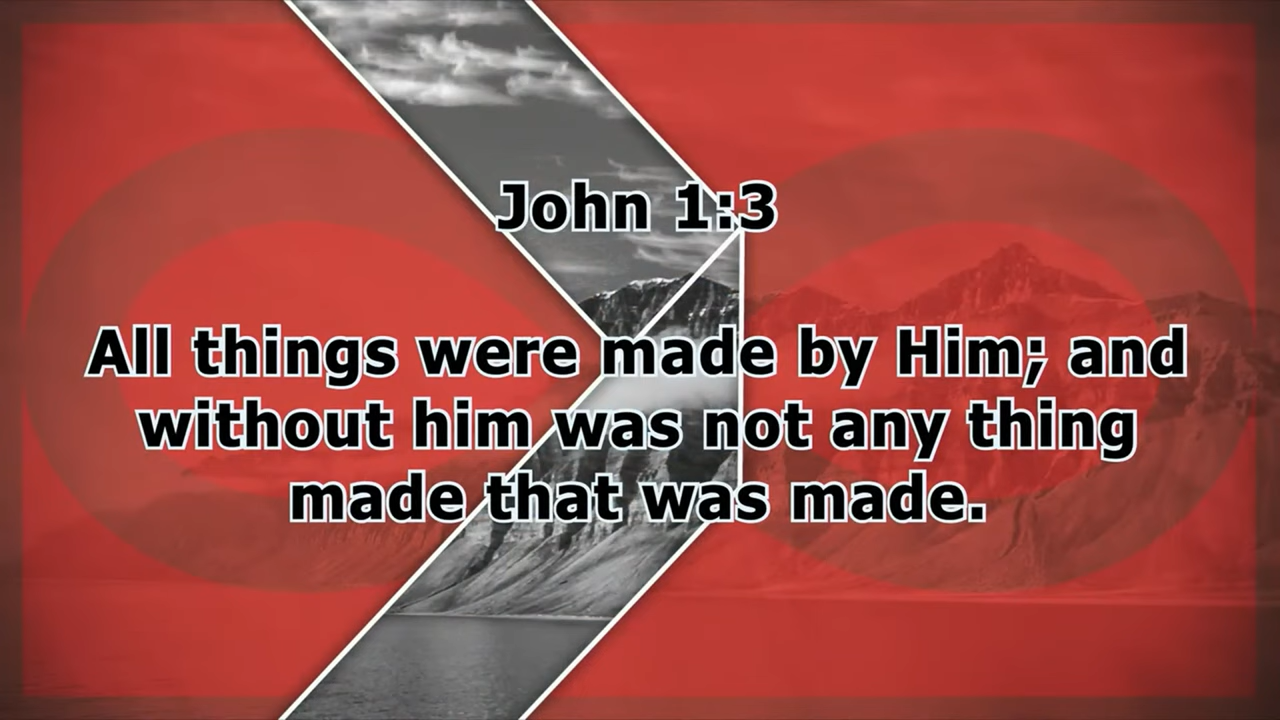 John 1:3
All things were made by Him; and
without him was not any thing
made that was made.